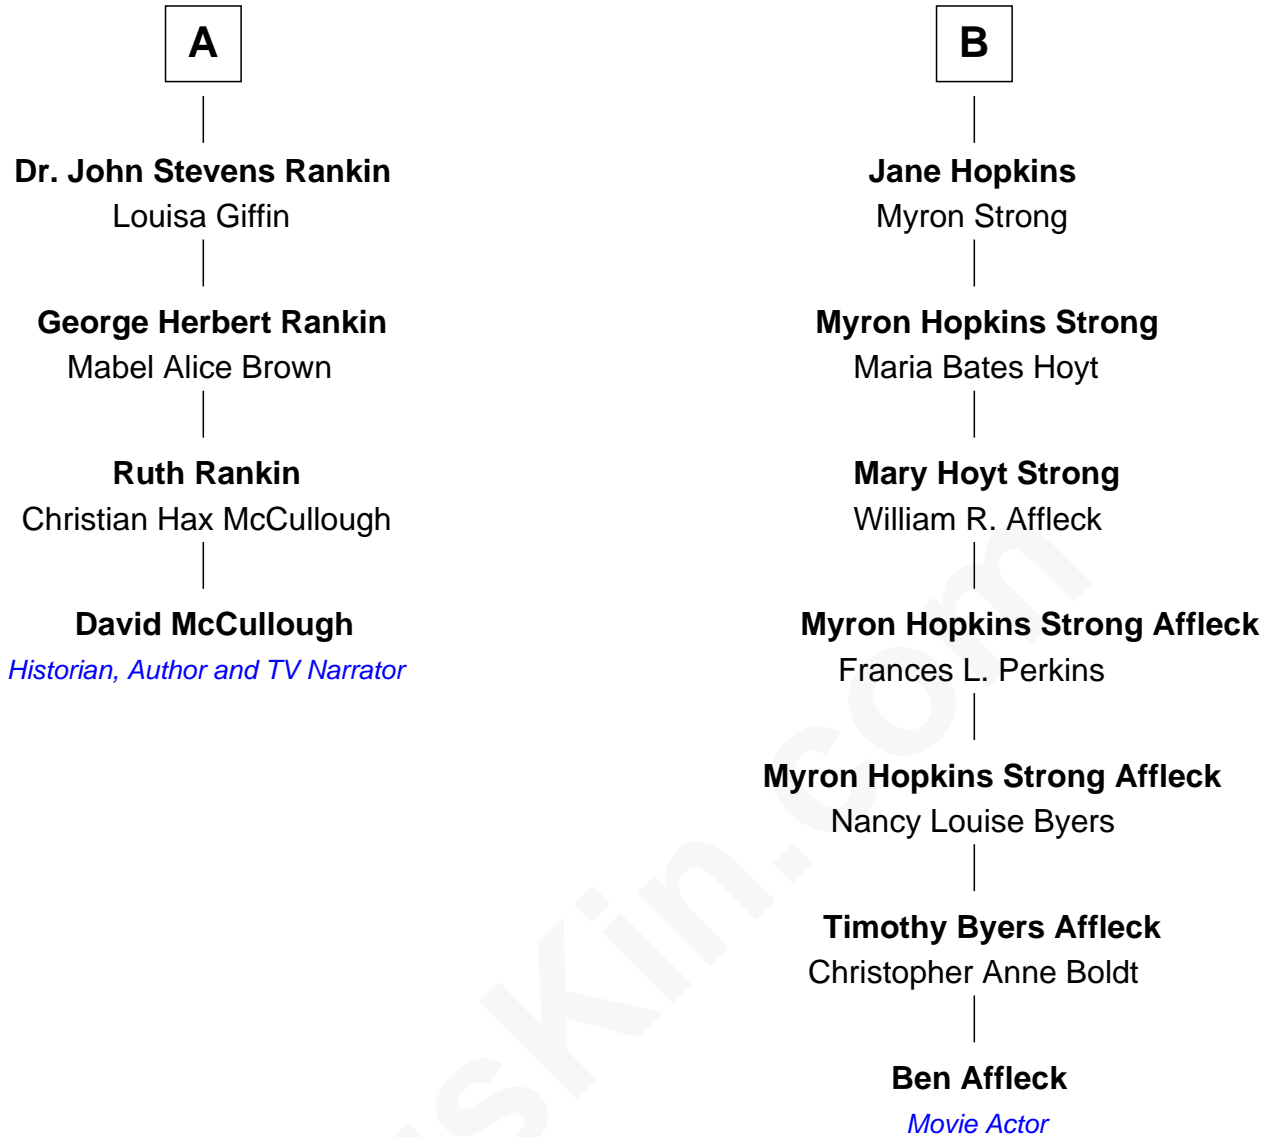 A
Dr. John Stevens Rankin
Louisa Giffin
George Herbert Rankin
Mabel Alice Brown
Ruth Rankin
Christian Hax McCullough
David McCullough
Historian, Author and TV Narrator
B
Jane Hopkins
Myron Strong
Myron Hopkins Strong
Maria Bates Hoyt
Mary Hoyt Strong
William R. Affleck
Myron Hopkins Strong Affleck
Frances L. Perkins
Myron Hopkins Strong Affleck
Nancy Louise Byers
Timothy Byers Affleck
Christopher Anne Boldt
Ben Affleck
Movie Actor
sKin.com